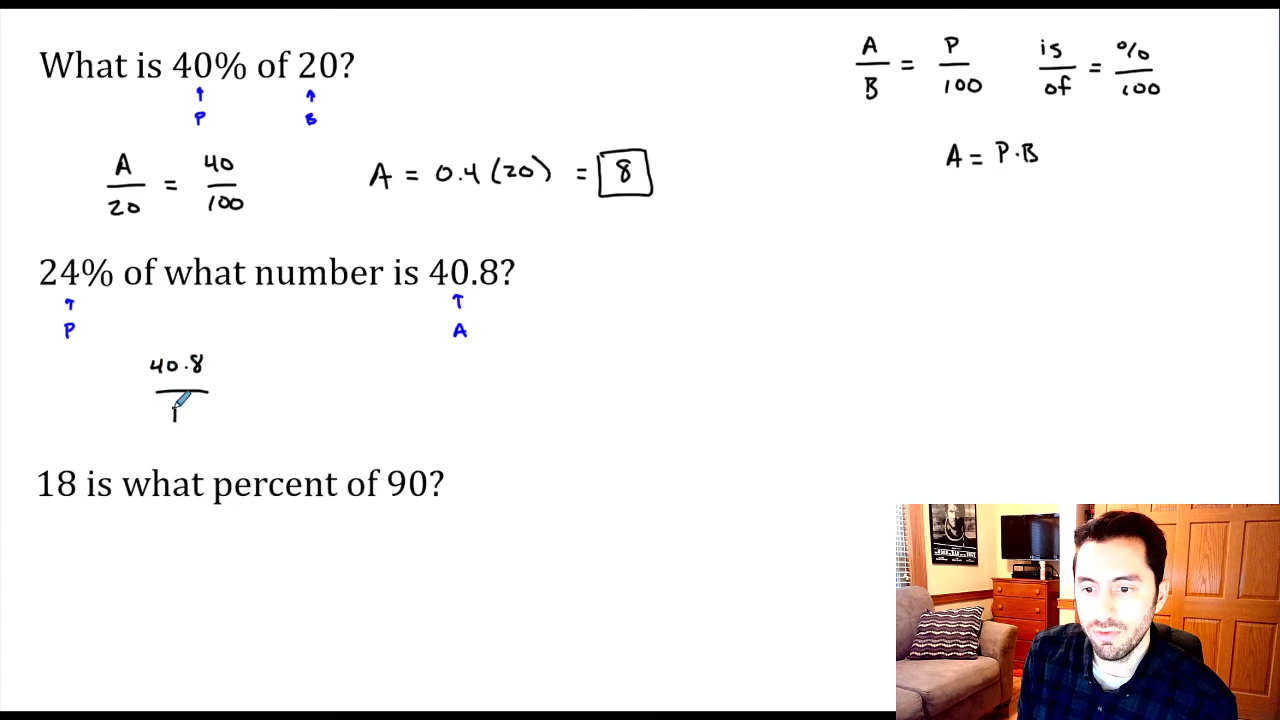 What is 40% of 20?
P B
A/B = P/100 is/of = %/100
A = P·B
A/20 = 40/100 A = 0.4(20) = 8
24% of what number is 40.8?
P A
40.8
18 is what percent of 90?